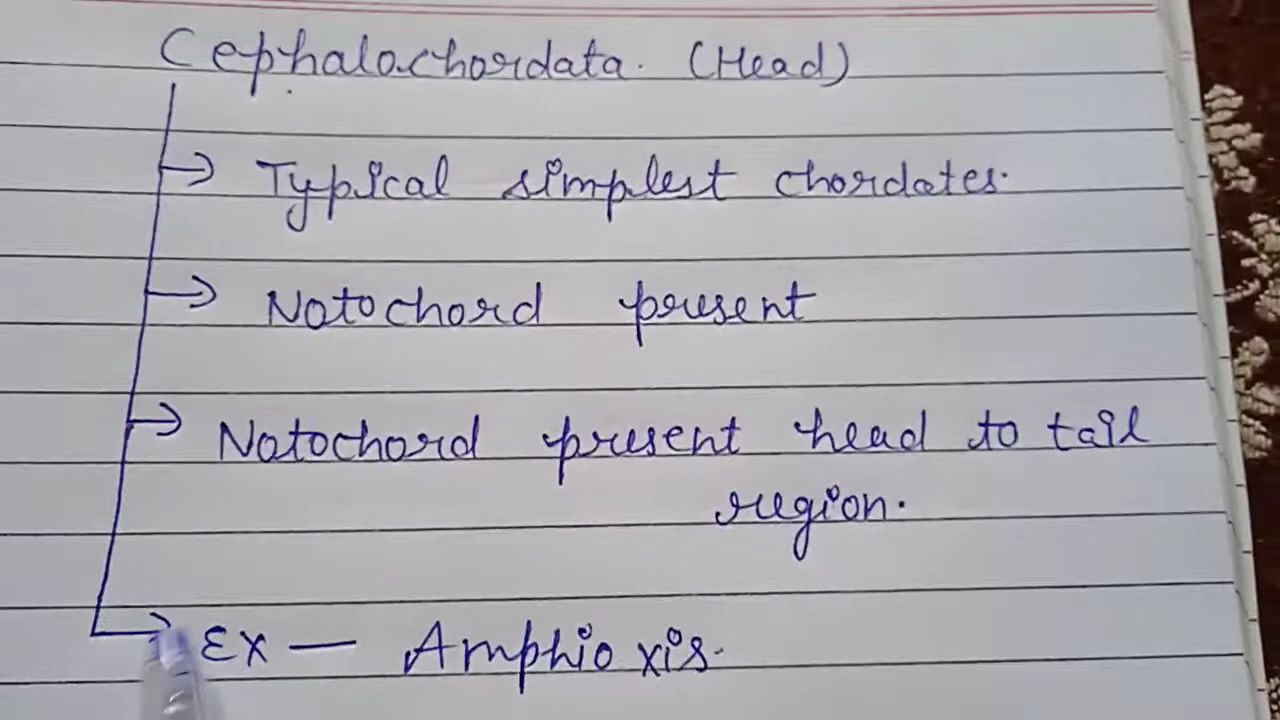 Cephalochordata. (Head)
Typical simplest chordates.
Notochord present
Notochord present head to tail
region.
Ex — Amphioxis.